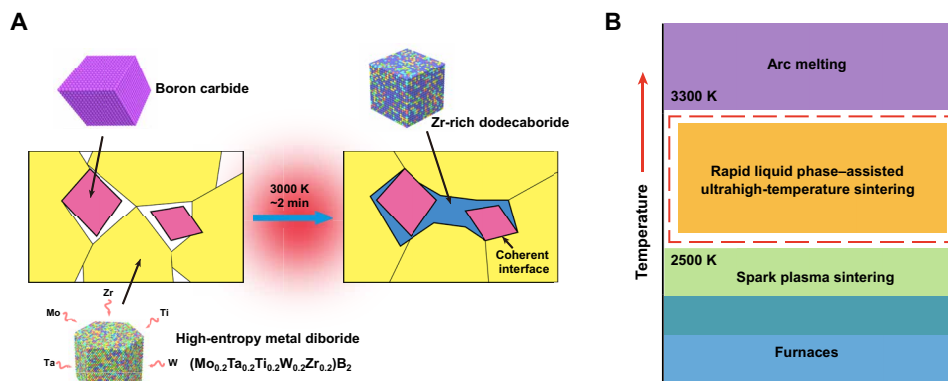 A
Boron carbide
Zr-rich dodecaboride
3000 K
~2 min
Coherent
interface
Zr
Mo
Ti
Ta
W
High-entropy metal diboride
(Mo₀.₂Ta₀.₂Ti₀.₂W₀.₂Zr₀.₂)B₂
B
Temperature
Arc melting
3300 K
Rapid liquid phase–assisted
ultrahigh-temperature sintering
2500 K
Spark plasma sintering
Furnaces